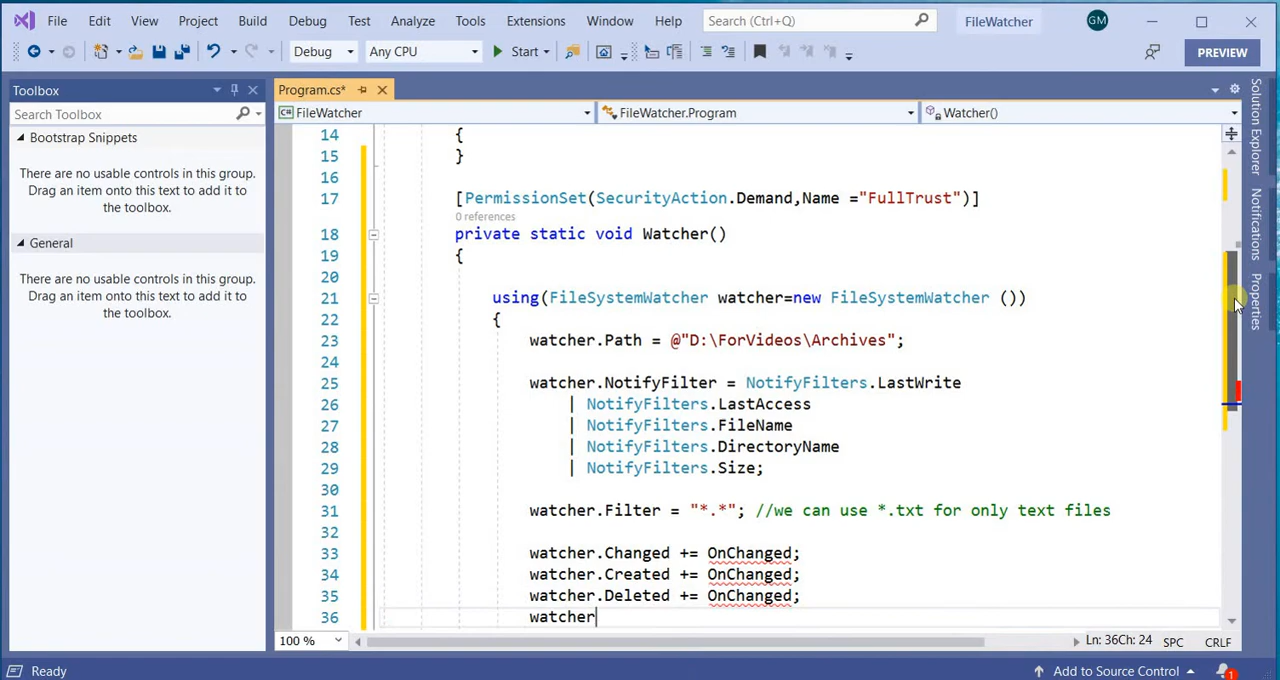 File Edit View Project Build Debug Test Analyze Tools Extensions Window Help Search (Ctrl+Q) FileWatcher GM
Debug Any CPU Start PREVIEW
Toolbox
Search Toolbox
Bootstrap Snippets
There are no usable controls in this group.
Drag an item onto this text to add it to
the toolbox.
General
There are no usable controls in this group.
Drag an item onto this text to add it to
the toolbox.
Program.cs*
FileWatcher FileWatcher.Program Watcher()
14 {
15 }
16
17 [PermissionSet(SecurityAction.Demand,Name ="FullTrust")]
0 references
18 private static void Watcher()
19 {
20
21 using(FileSystemWatcher watcher=new FileSystemWatcher ())
22 {
23 watcher.Path = @"D:\ForVideos\Archives";
24
25 watcher.NotifyFilter = NotifyFilters.LastWrite
26 | NotifyFilters.LastAccess
27 | NotifyFilters.FileName
28 | NotifyFilters.DirectoryName
29 | NotifyFilters.Size;
30
31 watcher.Filter = "*.*"; //we can use *.txt for only text files
32
33 watcher.Changed += OnChanged;
34 watcher.Created += OnChanged;
35 watcher.Deleted += OnChanged;
36 watcher
100 % Ln: 36 Ch: 24 SPC CRLF
Solution Explorer
Notifications
Properties
Ready Add to Source Control 1